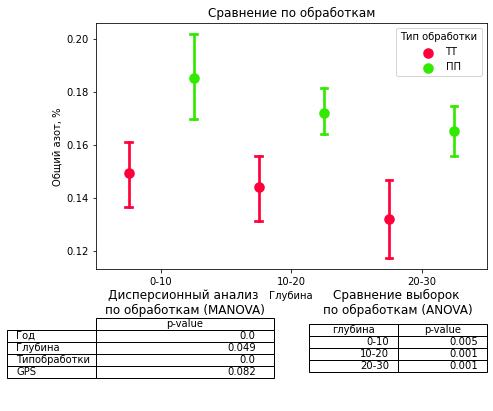 Сравнение по обработкам
Общий азот, %
0.20
0.18
0.16
0.14
0.12
Тип обработки
ТТ
ПП
0-10
10-20
20-30
Глубина
Дисперсионный анализ
по обработкам (MANOVA)
p-value
Год 0.0
Глубина 0.049
Типобработки 0.0
GPS 0.082
Сравнение выборок
по обработкам (ANOVA)
глубина p-value
0-10 0.005
10-20 0.001
20-30 0.001